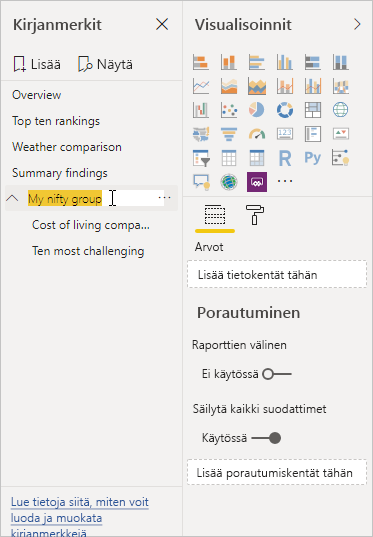 Kirjanmerkit
Lisää
Näytä
Overview
Top ten rankings
Weather comparison
Summary findings
My nifty group
Cost of living compa...
Ten most challenging
Lue tietoja siitä, miten voit
luoda ja muokata
kirjanmerkkejä
Visualisoinnit
123
R
Py
Arvot
Lisää tietokentät tähän
Porautuminen
Raporttien välinen
Ei käytössä
Säilytä kaikki suodattimet
Käytössä
Lisää porautumiskentät tähän